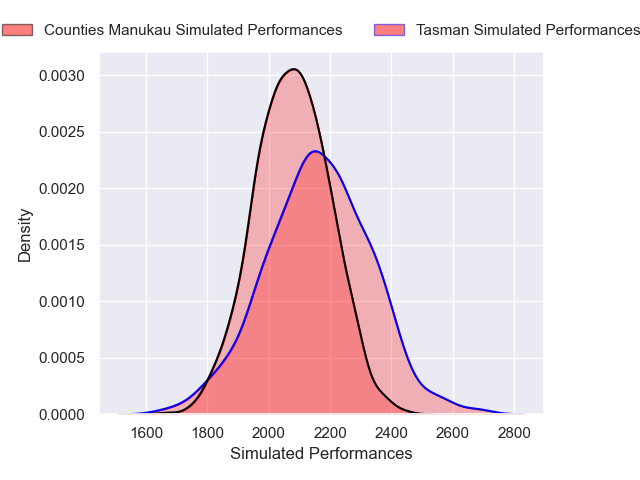 Counties Manukau Simulated Performances Tasman Simulated Performances
0.0030
0.0025
0.0020
0.0015
0.0010
0.0005
0.0000
Density
1600 1800 2000 2200 2400 2600 2800
Simulated Performances